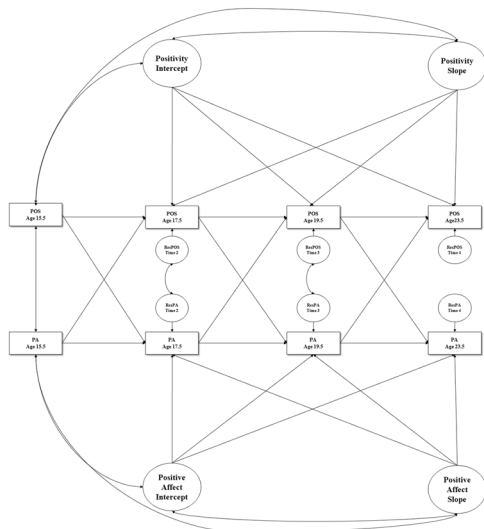 Positivity
Intercept
Positivity
Slope
POS
Age 15.5
POS
Age 17.5
POS
Age 19.5
POS
Age23.5
ResPOS
Time 2
ResPOS
Time 3
ResPOS
Time 4
ResPA
Time 2
ResPA
Time 3
ResPA
Time 4
PA
Age 15.5
PA
Age 17.5
PA
Age 19.5
PA
Age 23.5
Positive
Affect
Intercept
Positive
Affect
Slope